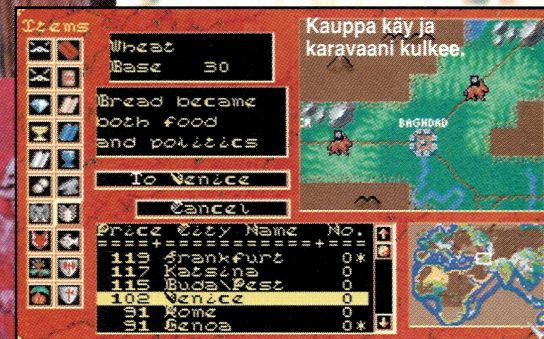 Items
Wheat
Base 30
Bread became
both food
and politics
To Venice
Cancel
Price City Name No.
=====+===========+===
119 Frankfurt 0*
117 Katsina 0
115 Buda\Pest 0
102 Venice 0
91 Rome 0
91 Genoa 0*
Kauppa käy ja
karavaani kulkee.
BAGHDAD